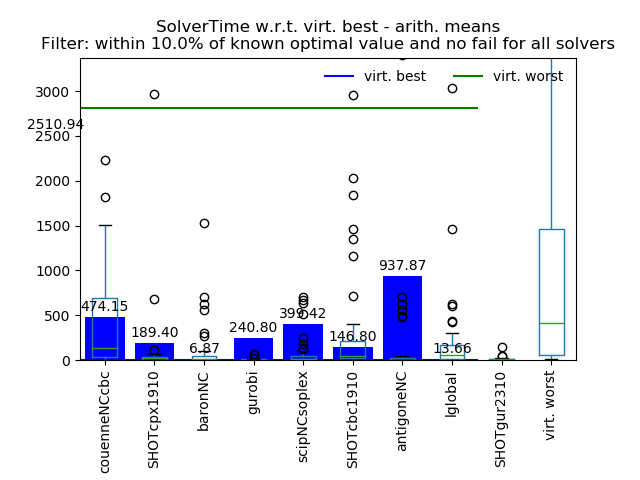 SolverTime w.r.t. virt. best - arith. means
Filter: within 10.0% of known optimal value and no fail for all solvers
virt. best
virt. worst
3000
2510.94
2500
2000
1500
1000
500
0
474.15
189.40
6.87
240.80
399.42
146.80
937.87
13.66
couenneNCcbc
SHOTcpx1910
baronNC
gurobi
scipNCsoplex
SHOTcbc1910
antigoneNC
lglobal
SHOTgur2310
virt. worst